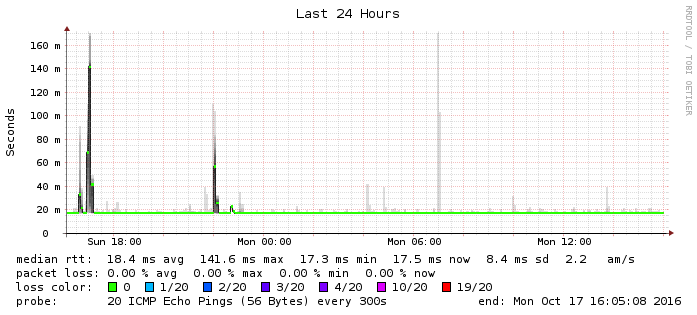 Last 24 Hours
RRDTOOL / TOBI OETIKER
Seconds
160 m
140 m
120 m
100 m
80 m
60 m
40 m
20 m
0
Sun 18:00 Mon 00:00 Mon 06:00 Mon 12:00
median rtt: 18.4 ms avg 141.6 ms max 17.3 ms min 17.5 ms now 8.4 ms sd 2.2 am/s
packet loss: 0.00 % avg 0.00 % max 0.00 % min 0.00 % now
loss color: 0 1/20 2/20 3/20 4/20 10/20 19/20
probe: 20 ICMP Echo Pings (56 Bytes) every 300s end: Mon Oct 17 16:05:08 2016